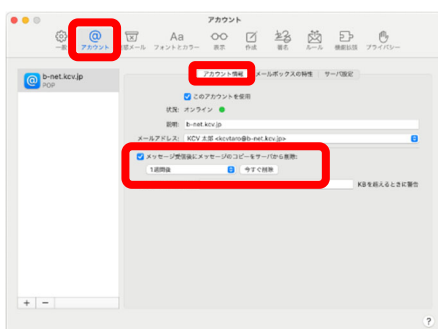 アカウント
一般 アカウント 迷惑メール フォントとカラー 表示 作成 署名 ルール 機能拡張 プライバシー
b-net.kcv.jp
POP
アカウント情報 メールボックスの特性 サーバ設定
このアカウントを使用
状況: オンライン
説明: b-net.kcv.jp
メールアドレス: KCV 太郎 <kcvtaro@b-net.kcv.jp>
メッセージ受信後にメッセージのコピーをサーバから削除:
1週間後 今すぐ削除
KBを超えるときに警告
+ −
?